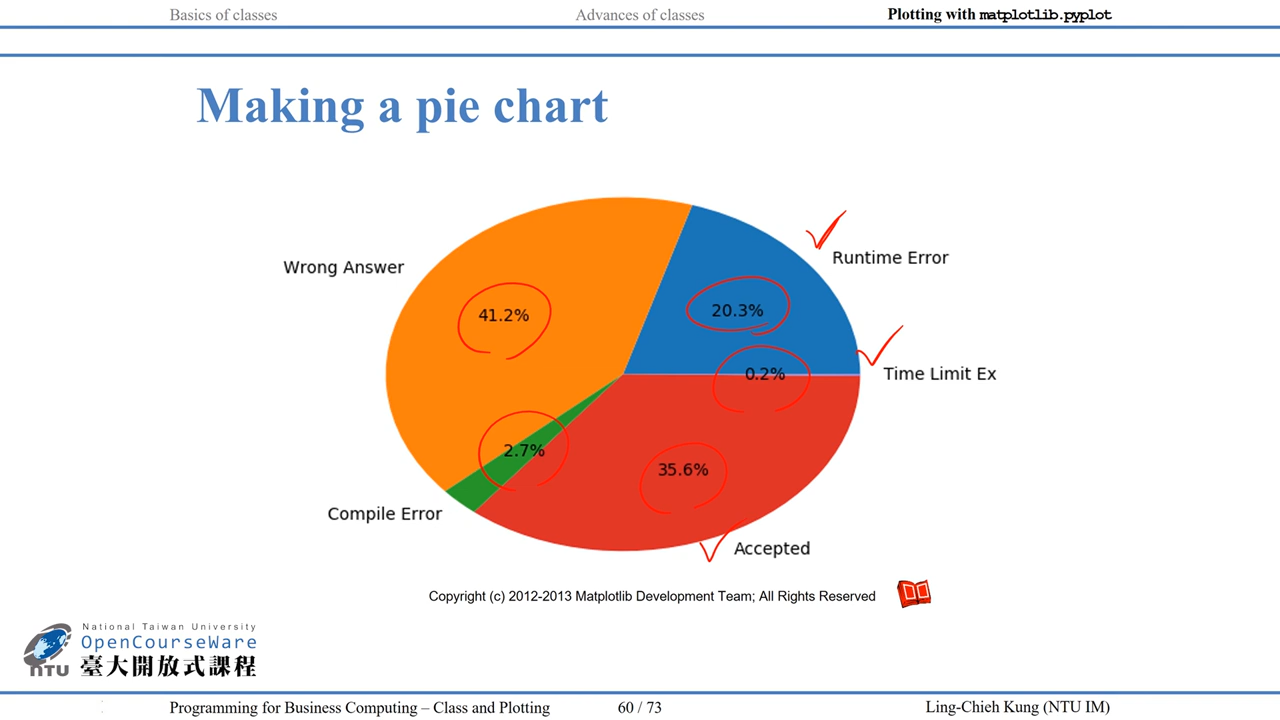 Basics of classes Advances of classes Plotting with matplotlib.pyplot
Making a pie chart
Wrong Answer
Runtime Error
41.2%
20.3%
0.2%
Time Limit Ex
2.7%
35.6%
Compile Error
Accepted
Copyright (c) 2012-2013 Matplotlib Development Team; All Rights Reserved
National Taiwan University
OpenCourseWare
NTU 臺大開放式課程
Programming for Business Computing – Class and Plotting 60 / 73 Ling-Chieh Kung (NTU IM)